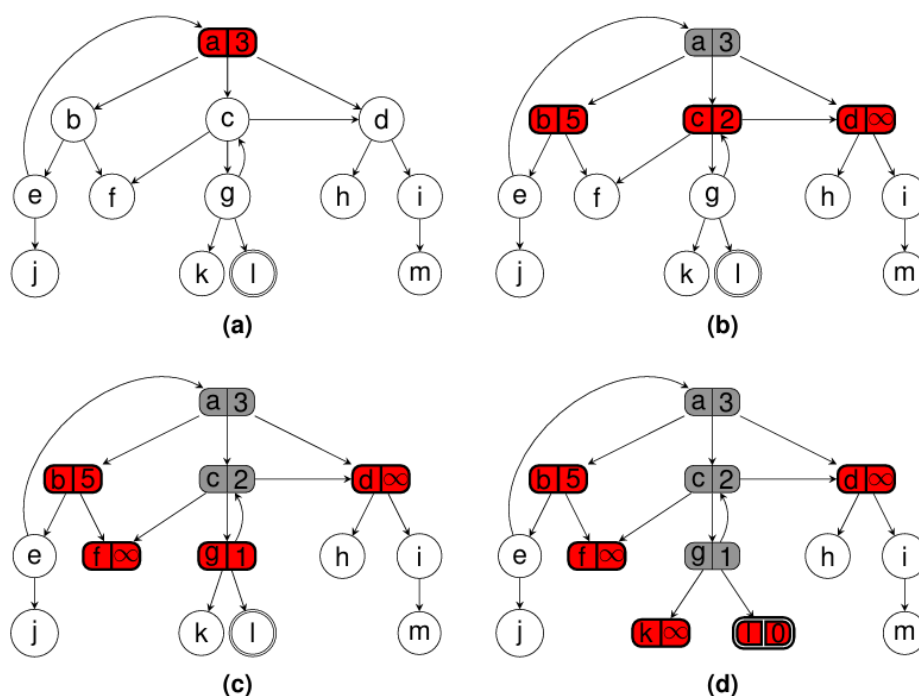 a 3
b c d
e f g h i
j k l m
(a)
a 3
b 5 c 2 d ∞
e f g h i
j k l m
(b)
a 3
b 5 c 2 d ∞
e f ∞ g 1 h i
j k l m
(c)
a 3
b 5 c 2 d ∞
e f ∞ g 1 h i
j k ∞ l 0 m
(d)